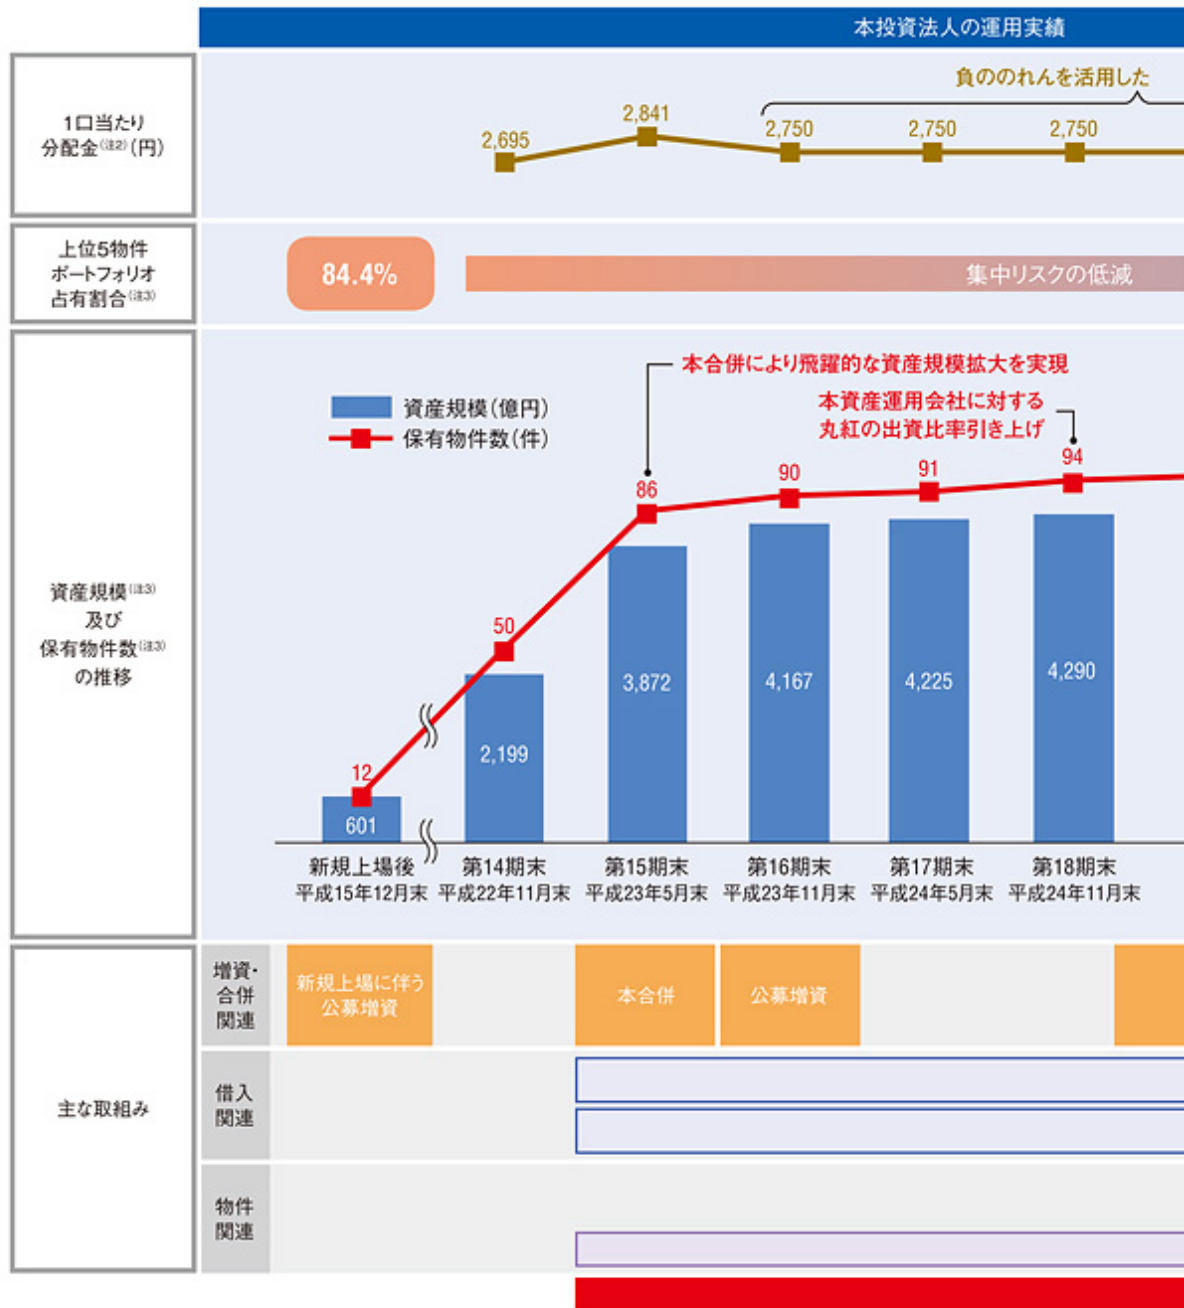 本投資法人の運用実績
1口当たり
分配金(注2)(円)
負ののれんを活用した
2,695
2,841
2,750
2,750
2,750
上位5物件
ポートフォリオ
占有割合(注3)
84.4%
集中リスクの低減
資産規模(注3)
及び
保有物件数(注3)
の推移
本合併により飛躍的な資産規模拡大を実現
資産規模(億円)
保有物件数(件)
本資産運用会社に対する
丸紅の出資比率引き上げ
12
50
86
90
91
94
601
2,199
3,872
4,167
4,225
4,290
新規上場後
平成15年12月末
第14期末
平成22年11月末
第15期末
平成23年5月末
第16期末
平成23年11月末
第17期末
平成24年5月末
第18期末
平成24年11月末
主な取組み
増資・
合併
関連
新規上場に伴う
公募増資
本合併
公募増資
借入
関連
物件
関連